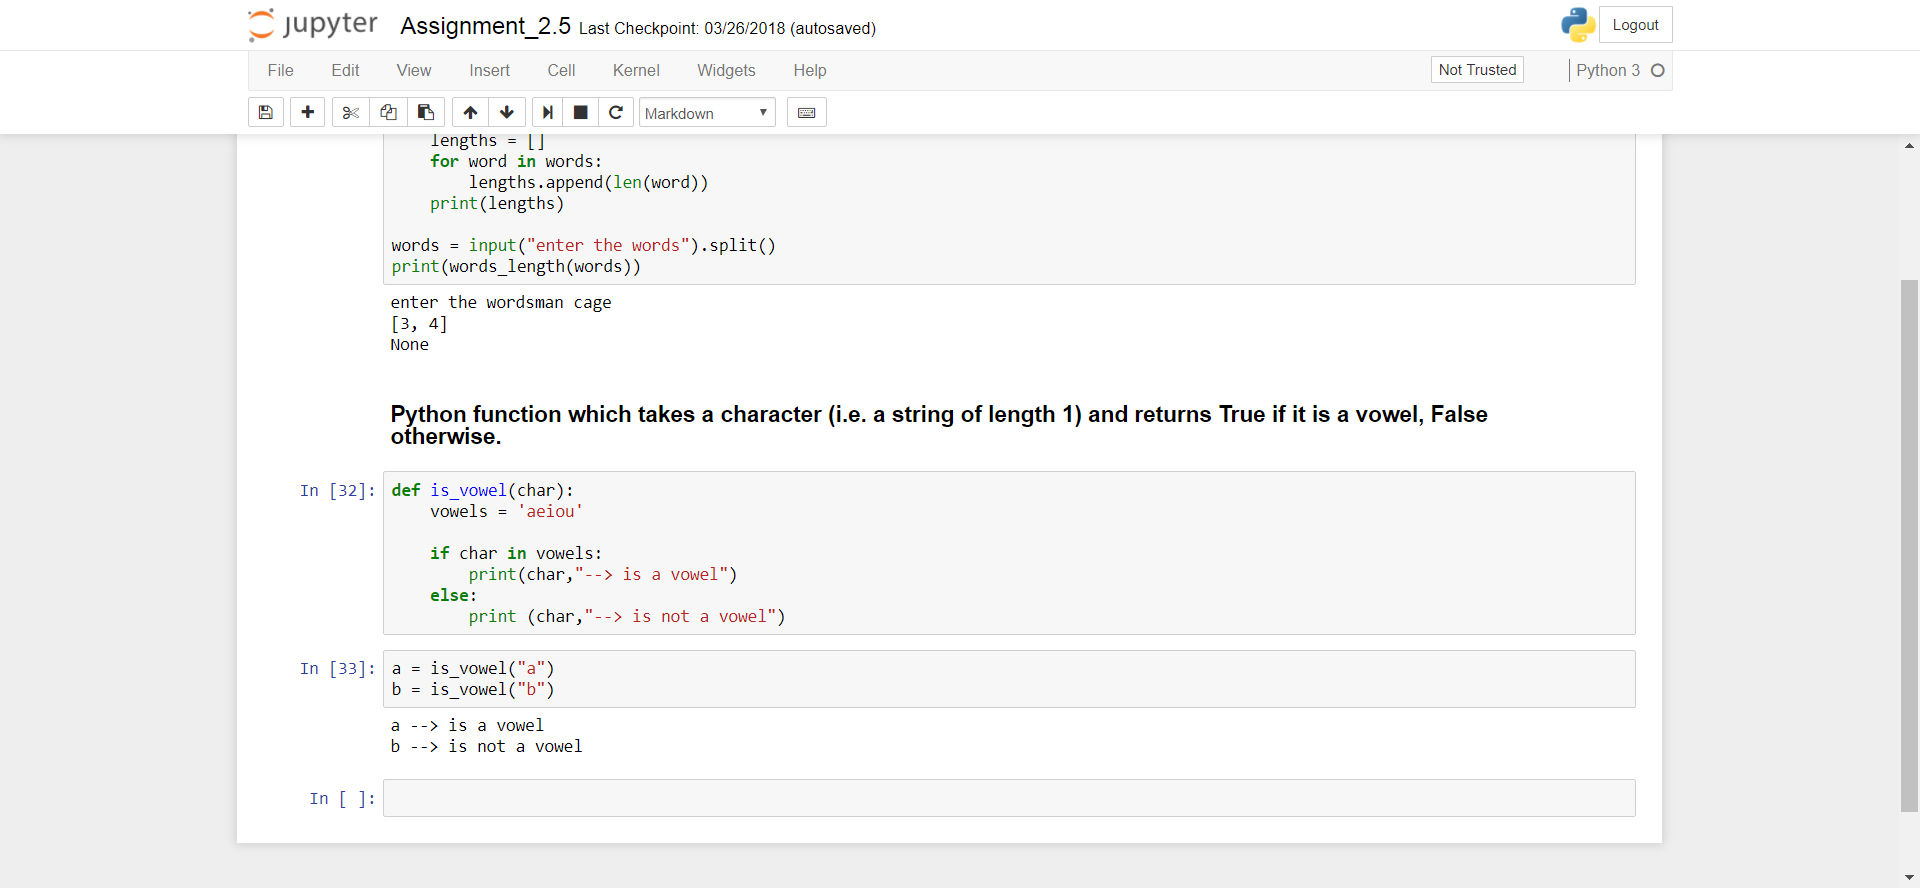 jupyter Assignment_2.5 Last Checkpoint: 03/26/2018 (autosaved) Logout
File Edit View Insert Cell Kernel Widgets Help Not Trusted Python 3
Markdown
    lengths = []
    for word in words:
        lengths.append(len(word))
    print(lengths)
words = input("enter the words").split()
print(words_length(words))
enter the wordsman cage
[3, 4]
None
Python function which takes a character (i.e. a string of length 1) and returns True if it is a vowel, False
otherwise.
In [32]: def is_vowel(char):
    vowels = 'aeiou'
    if char in vowels:
        print(char,"--> is a vowel")
    else:
        print (char,"--> is not a vowel")
In [33]: a = is_vowel("a")
b = is_vowel("b")
a --> is a vowel
b --> is not a vowel
In [ ]: